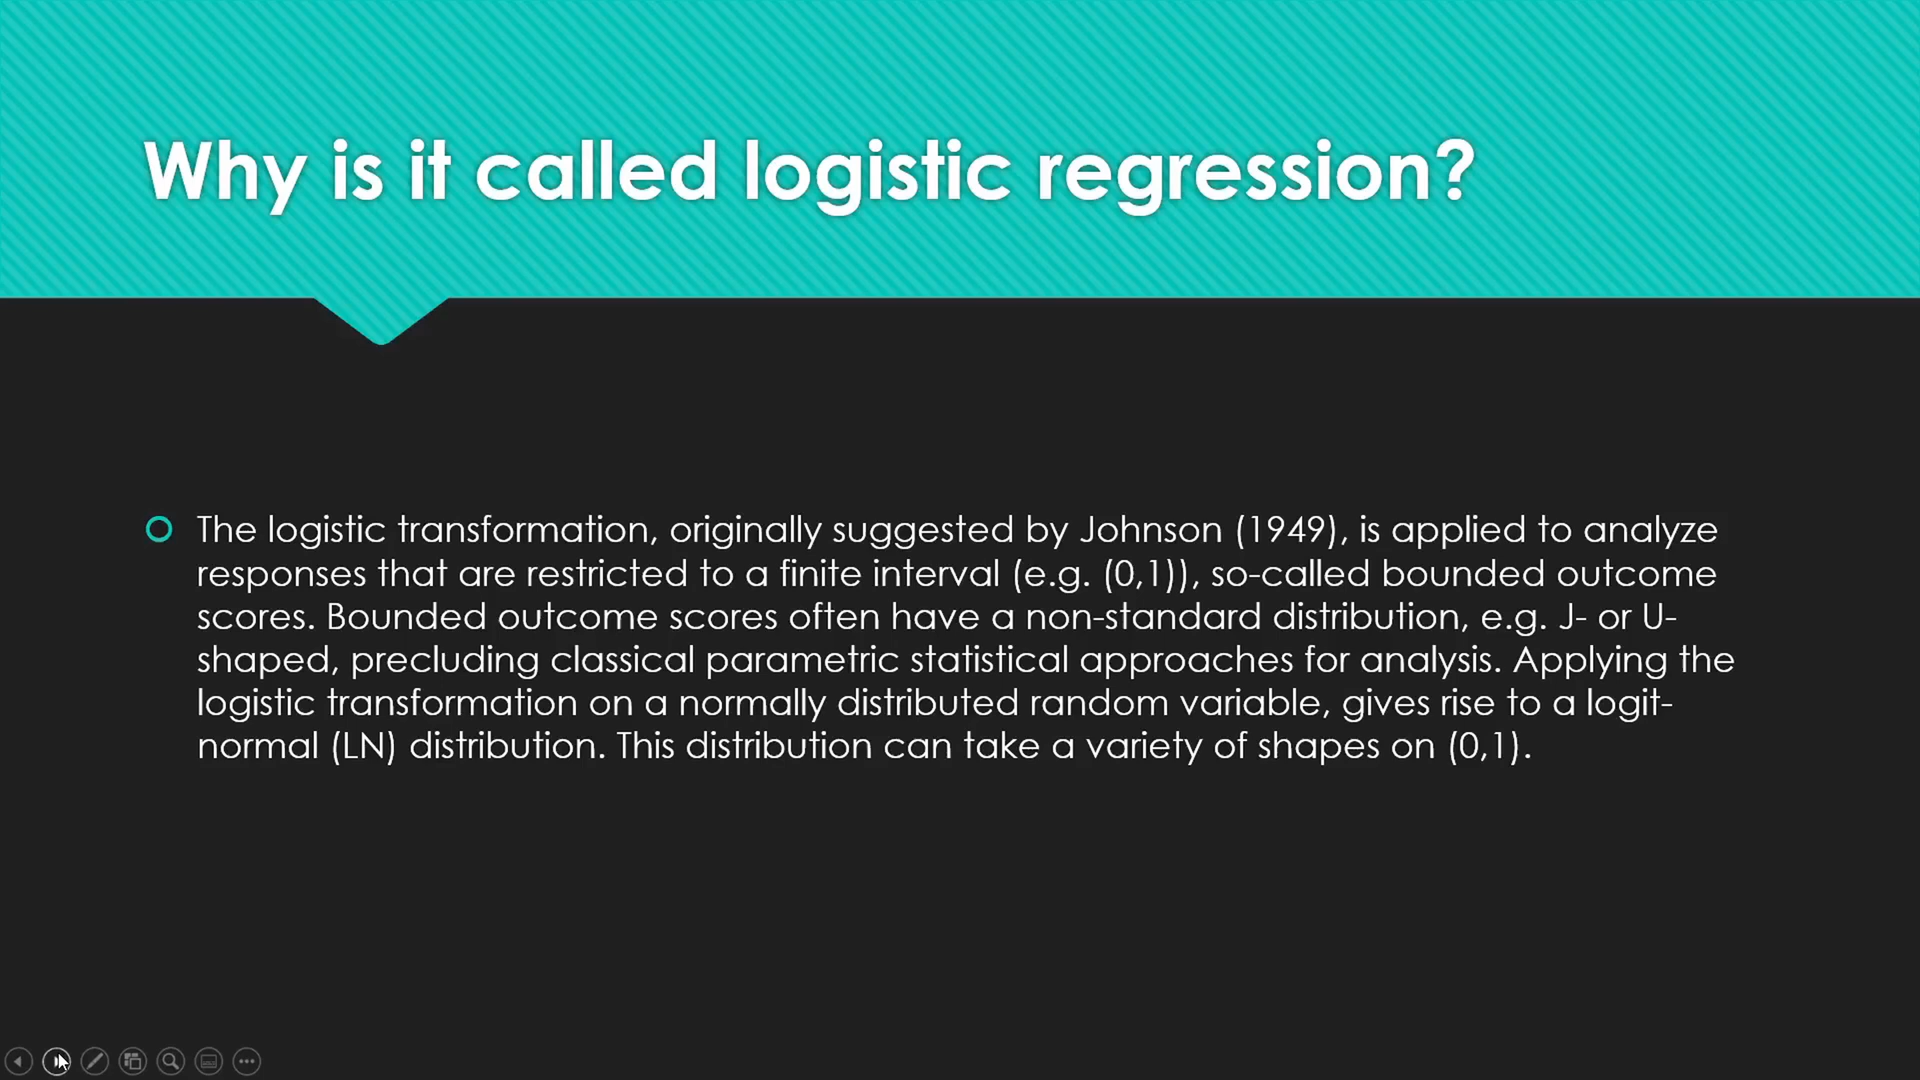 Why is it called logistic regression?
The logistic transformation, originally suggested by Johnson (1949), is applied to analyze
responses that are restricted to a finite interval (e.g. (0,1)), so-called bounded outcome
scores. Bounded outcome scores often have a non-standard distribution, e.g. J- or U-
shaped, precluding classical parametric statistical approaches for analysis. Applying the
logistic transformation on a normally distributed random variable, gives rise to a logit-
normal (LN) distribution. This distribution can take a variety of shapes on (0,1).